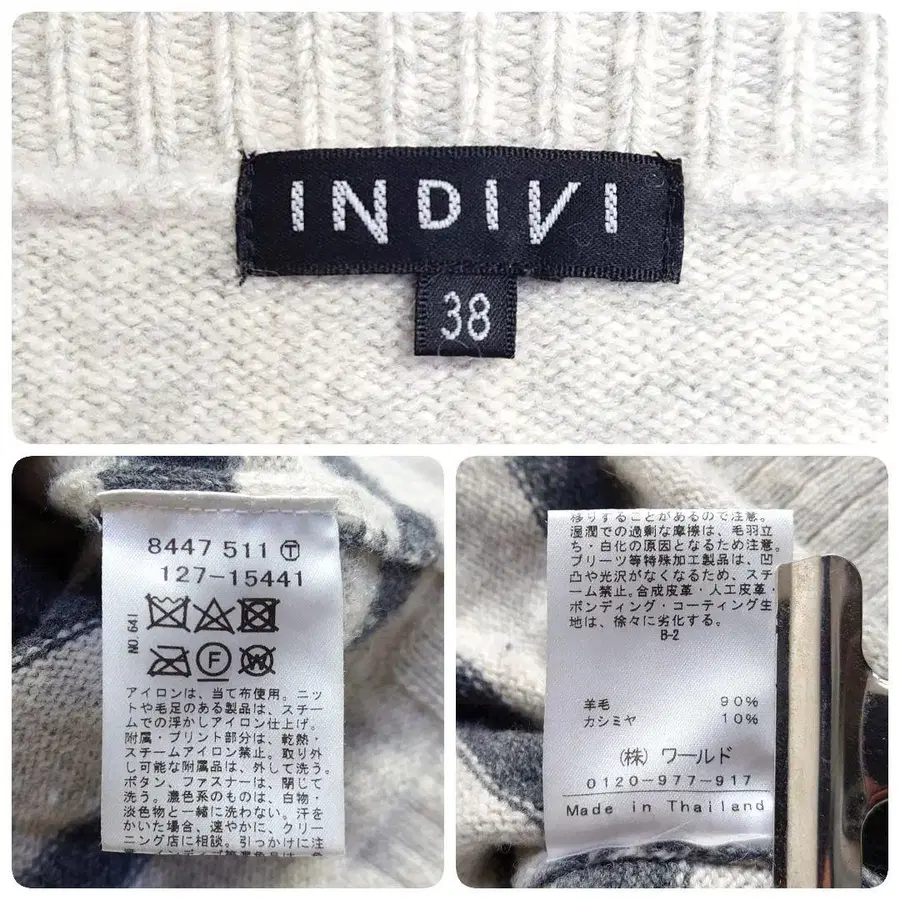 INDIVI
38
8447 511 Ⓣ
127-15441
NO.641
F
W
アイロンは、当て布使用。ニッ
トや毛足のある製品は、スチー
ムでの浮かしアイロン仕上げ。
附属・プリント部分は、乾熱・
スチームアイロン禁止。取り外
し可能な附属品は、外して洗う。
ボタン、ファスナーは、閉じて
洗う。濃色系のものは、白物・
淡色物と一緒に洗わない。汗を
かいた場合、速やかに、クリー
ニング店に相談。引っかけに注
移りすることがあるので注意。
湿潤での過剰な摩擦は、毛羽立
ち・白化の原因となるため注意。
プリーツ等特殊加工製品は、凹
凸や光沢がなくなるため、スチ
ーム禁止。合成皮革・人工皮革・
ボンディング・コーティング生
地は、徐々に劣化する。
B-2
羊毛 90%
カシミヤ 10%
(株) ワールド
0120-977-917
Made in Thailand